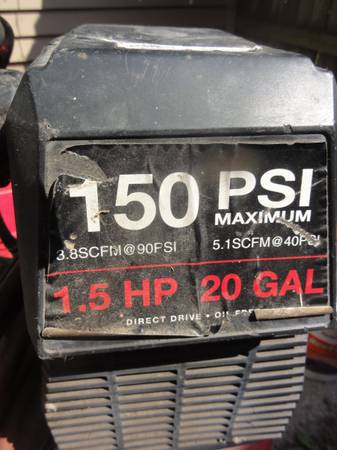 150 PSI
MAXIMUM
3.8SCFM@90PSI 5.1SCFM@40PSI
1.5 HP 20 GAL
DIRECT DRIVE •